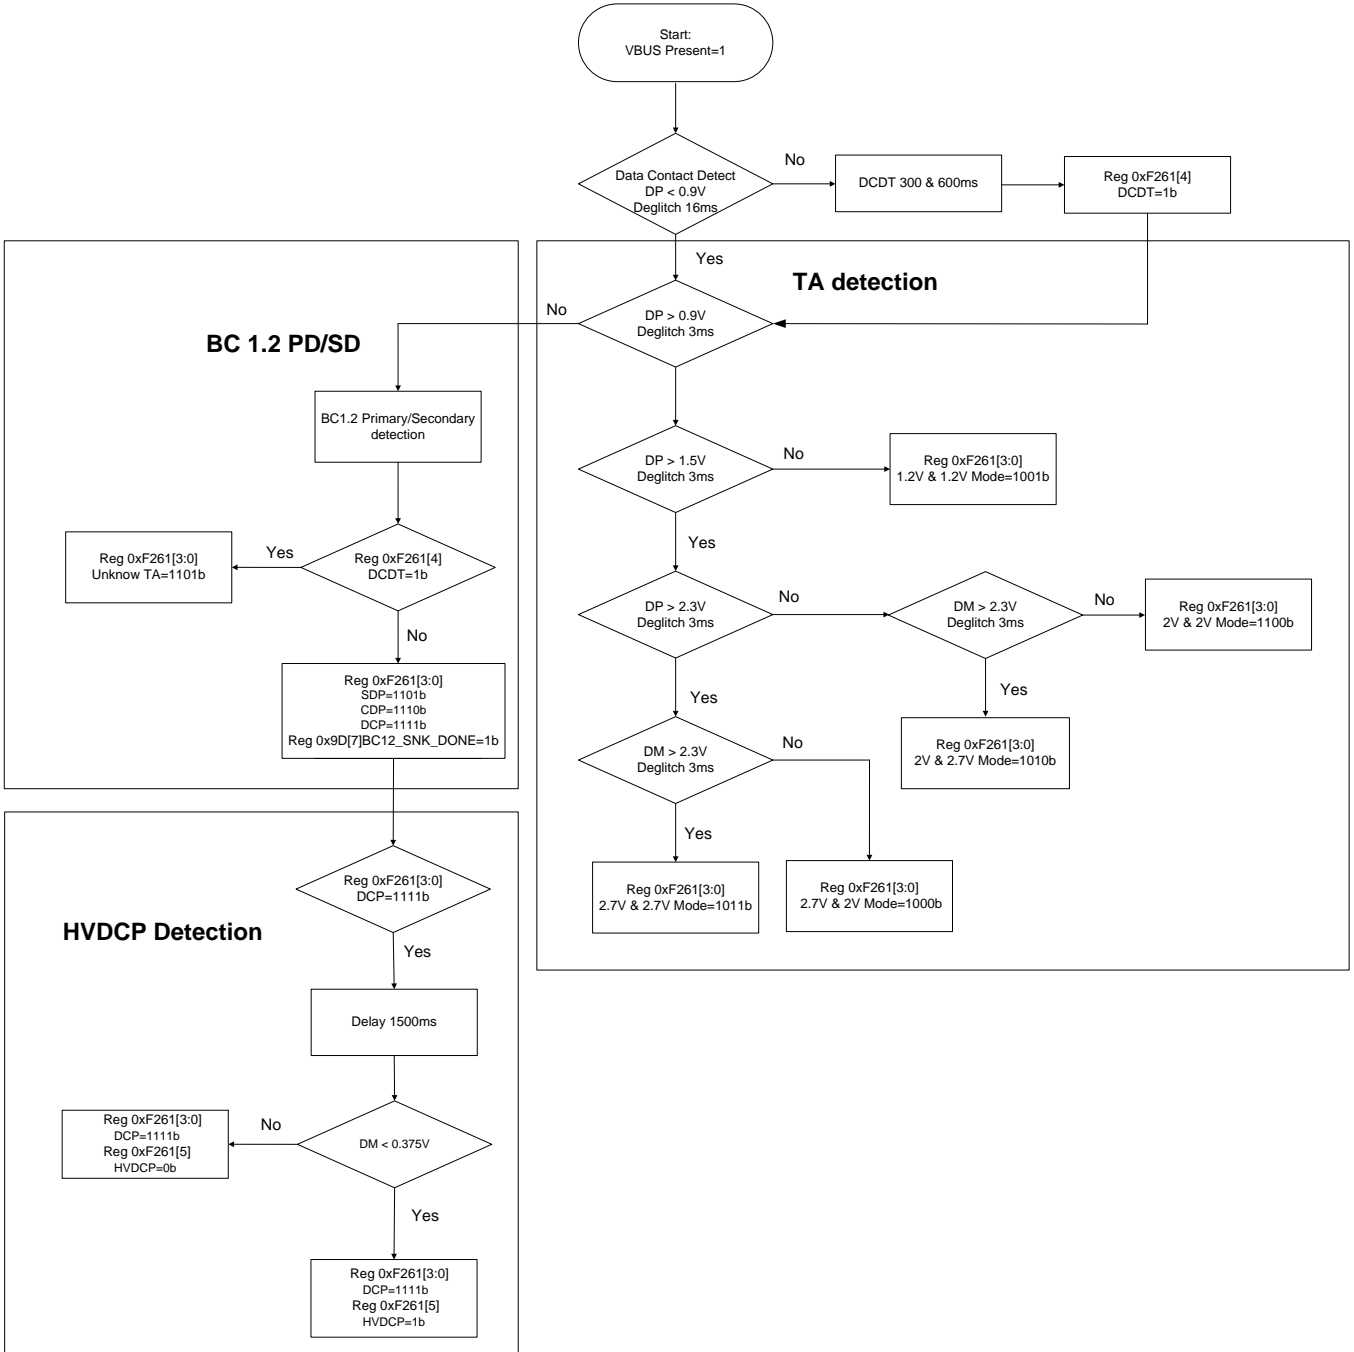 Start:
VBUS Present=1
Data Contact Detect
DP < 0.9V
Deglitch 16ms
No
DCDT 300 & 600ms
Reg 0xF261[4]
DCDT=1b
Yes
TA detection
DP > 0.9V
Deglitch 3ms
No
BC 1.2 PD/SD
BC1.2 Primary/Secondary
detection
DP > 1.5V
Deglitch 3ms
No
Reg 0xF261[3:0]
1.2V & 1.2V Mode=1001b
Yes
Reg 0xF261[4]
DCDT=1b
Yes
Reg 0xF261[3:0]
Unknow TA=1101b
No
DP > 2.3V
Deglitch 3ms
No
DM > 2.3V
Deglitch 3ms
No
Reg 0xF261[3:0]
2V & 2V Mode=1100b
Yes
Reg 0xF261[3:0]
2V & 2.7V Mode=1010b
Reg 0xF261[3:0]
SDP=1101b
CDP=1110b
DCP=1111b
Reg 0x9D[7]BC12_SNK_DONE=1b
Yes
DM > 2.3V
Deglitch 3ms
No
Yes
Reg 0xF261[3:0]
2.7V & 2.7V Mode=1011b
Reg 0xF261[3:0]
2.7V & 2V Mode=1000b
Reg 0xF261[3:0]
DCP=1111b
HVDCP Detection
Yes
Delay 1500ms
DM < 0.375V
No
Reg 0xF261[3:0]
DCP=1111b
Reg 0xF261[5]
HVDCP=0b
Yes
Reg 0xF261[3:0]
DCP=1111b
Reg 0xF261[5]
HVDCP=1b